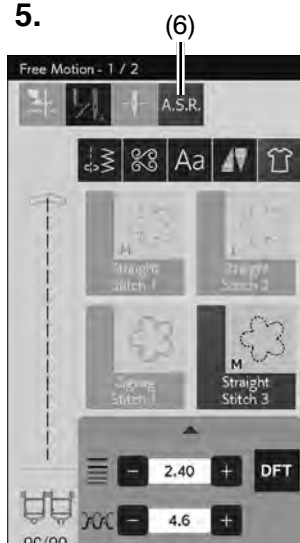 5.
(6)
Free Motion - 1 / 2
A.S.R.
Aa
M
Straight
Stitch 1
Straight
Stitch 2
Zigzag
Stitch 1
M
Straight
Stitch 3
2.40
DFT
4.6